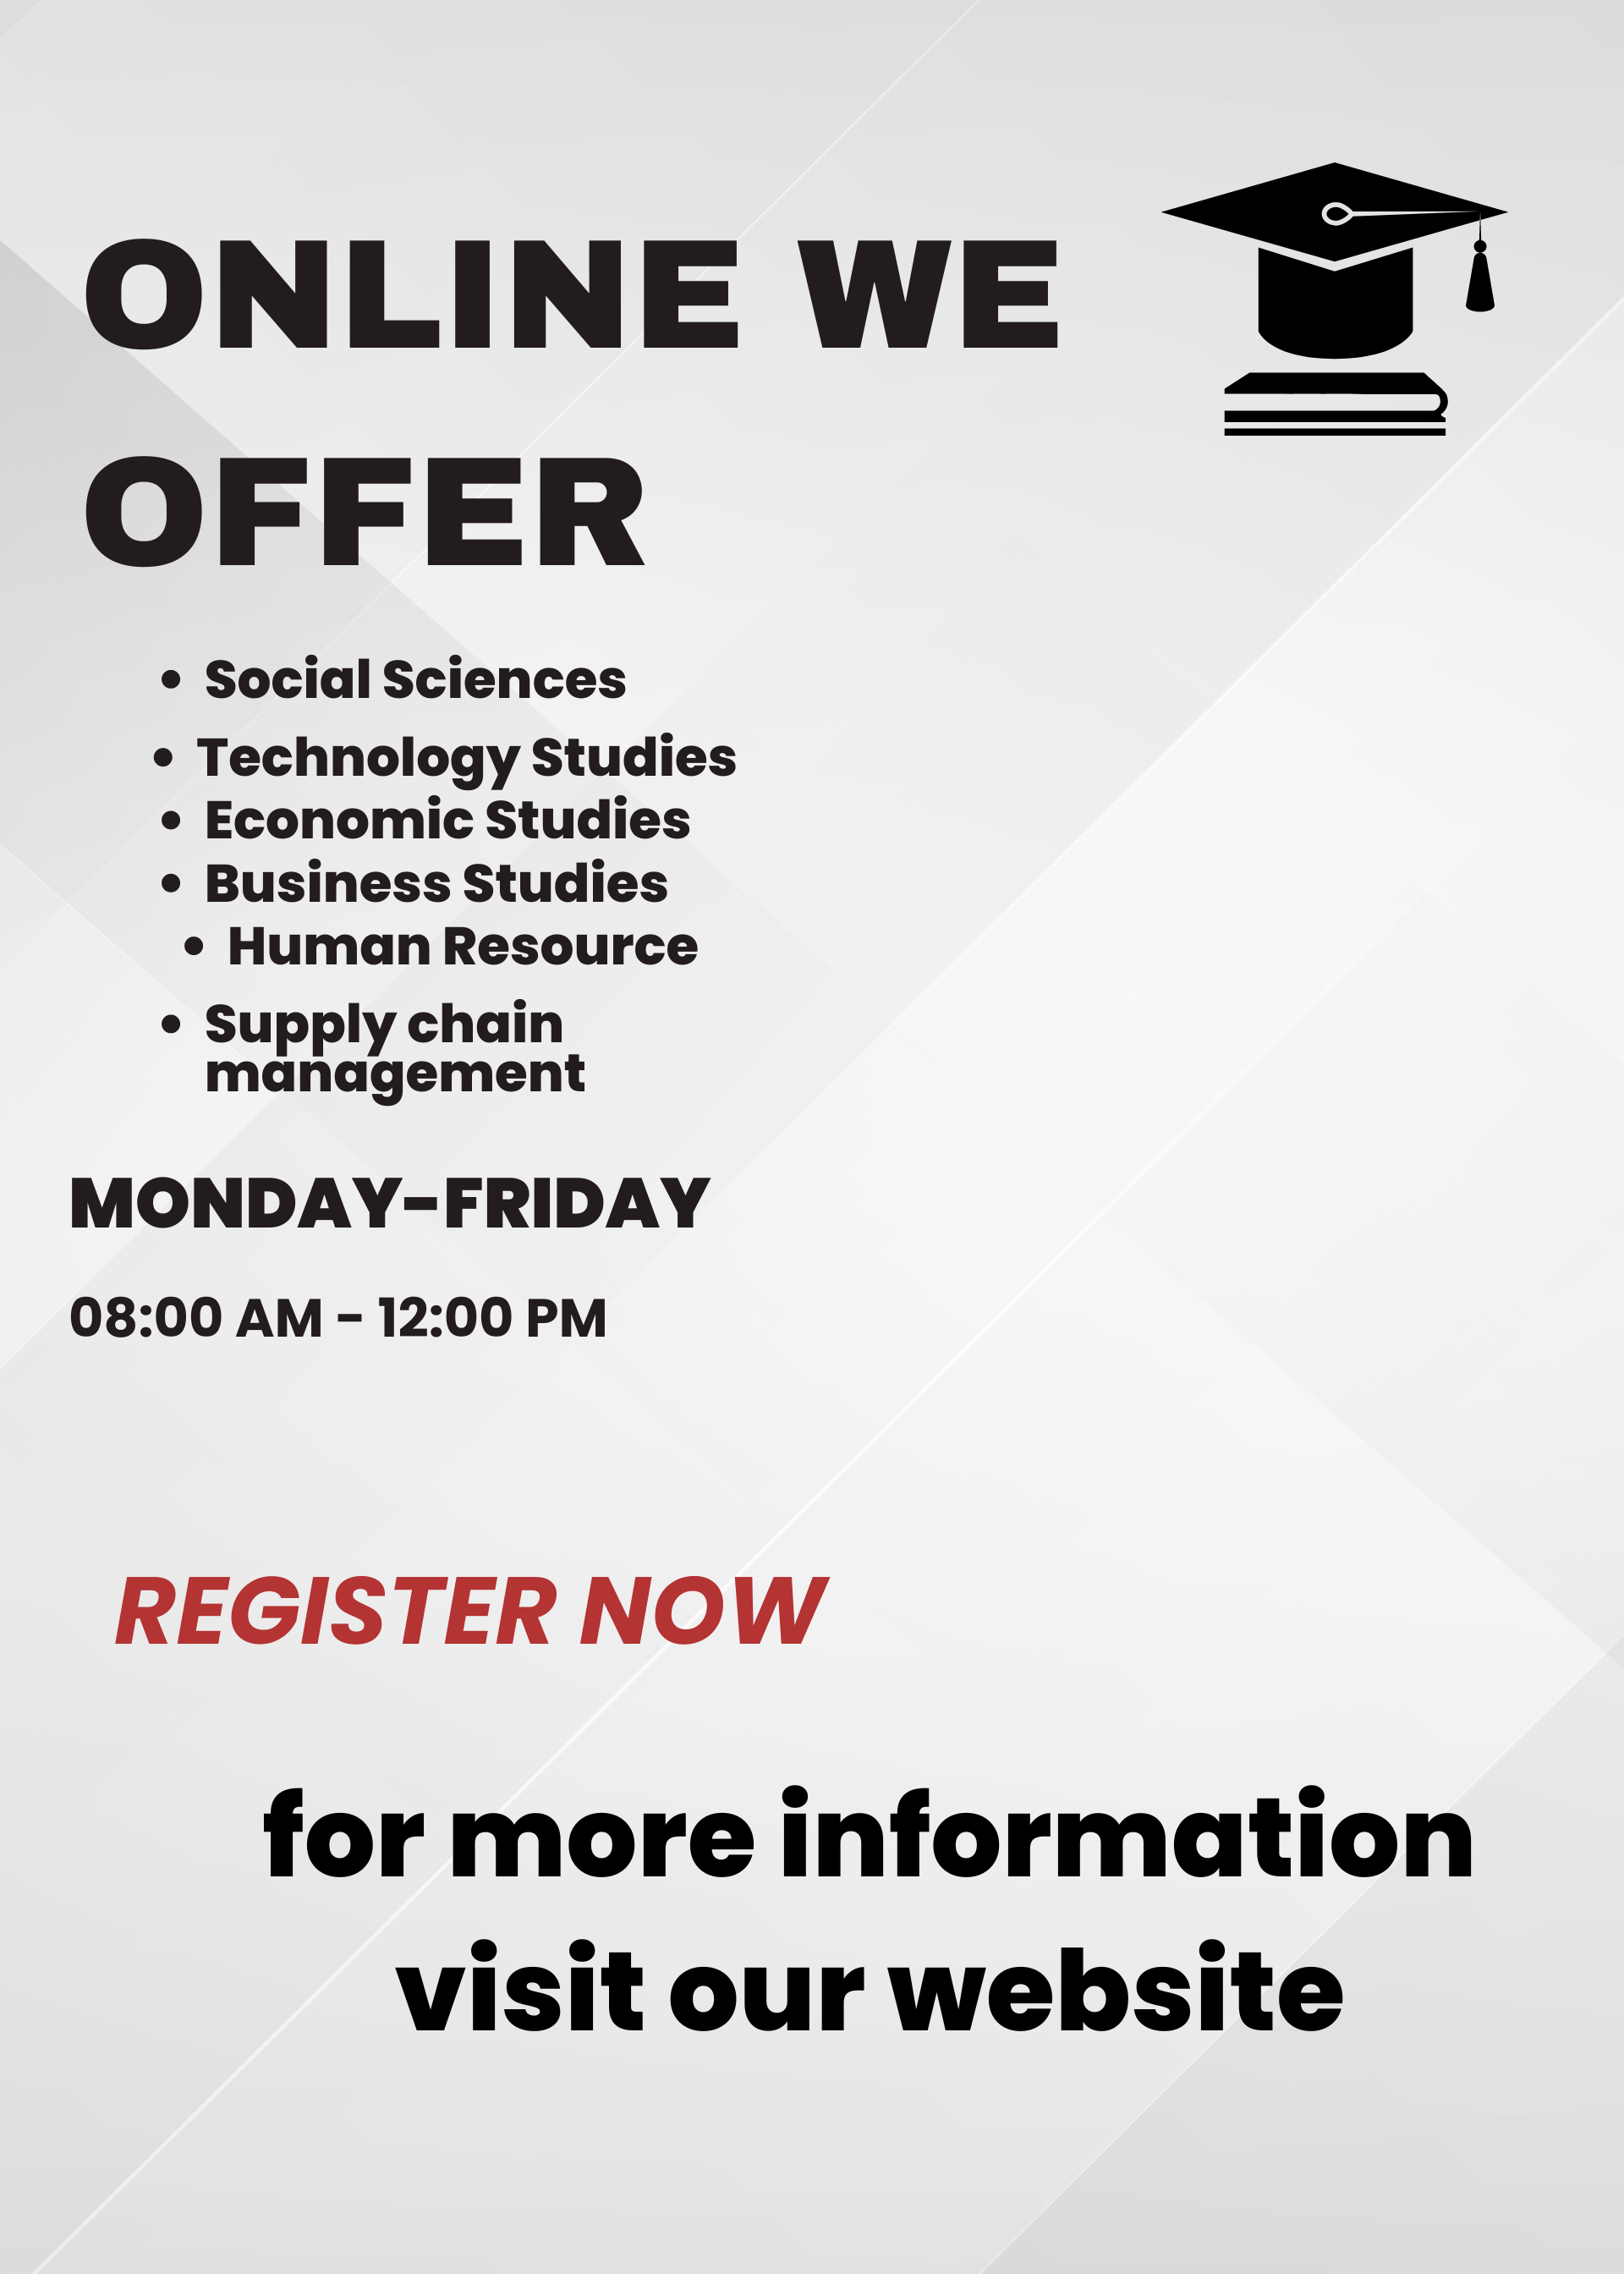 ONLINE WE
OFFER
• Social Sciences
• Technology Studies
• Economic Studies
• Business Studies
• Human Resource
• Supply chain
management
MONDAY-FRIDAY
08:00 AM - 12:00 PM
REGISTER NOW
for more information
visit our website